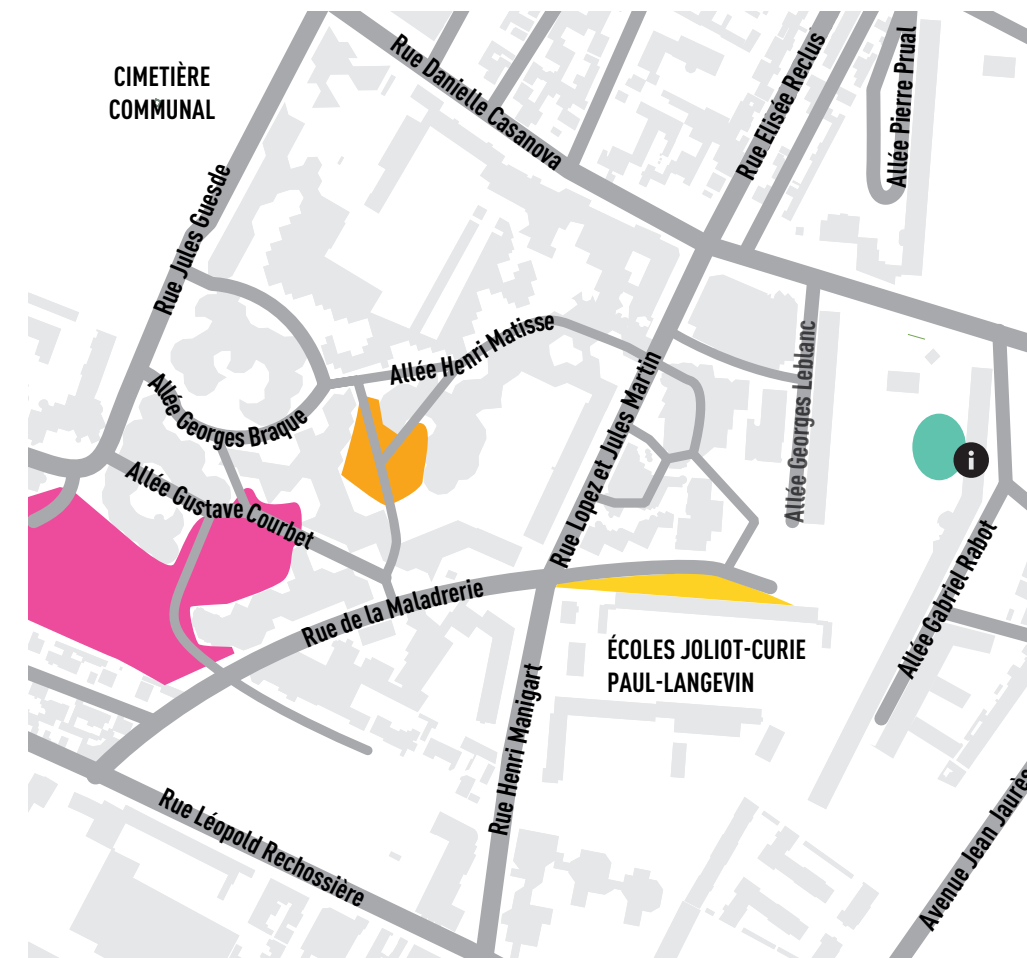 CIMETIÈRE
COMMUNAL
Rue Danielle Casanova
Rue Elisée Reclus
Allée Pierre Prual
Rue Jules Guesde
Allée Henri Matisse
Allée Georges Braque
Rue Lopez et Jules Martin
Allée Georges Leblanc
i
Allée Gustave Courbet
Rue de la Maladrerie
Allée Gabriel Rabot
ÉCOLES JOLIOT-CURIE
PAUL-LANGEVIN
Rue Henri Manigart
Rue Léopold Rechossière
Avenue Jean Jaurès